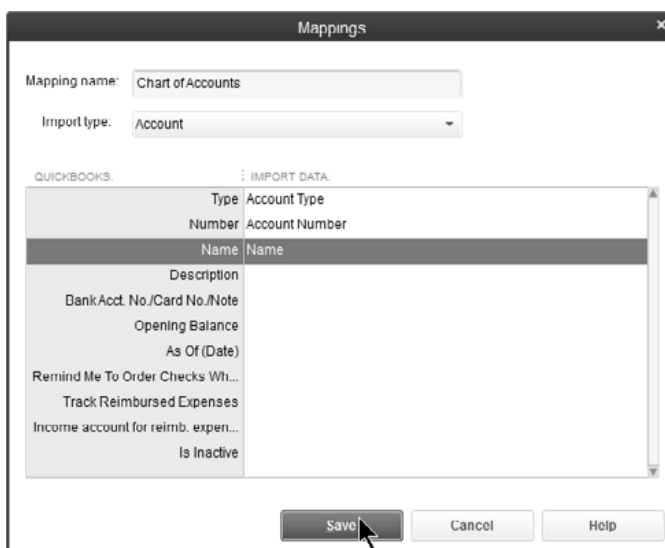 Mappings
Mapping name: Chart of Accounts
Import type: Account
QUICKBOOKS: IMPORT DATA:
Type Account Type
Number Account Number
Name Name
Description
Bank Acct. No./Card No./Note
Opening Balance
As Of (Date)
Remind Me To Order Checks Wh...
Track Reimbursed Expenses
Income account for reimb. expen...
Is Inactive
Save Cancel Help